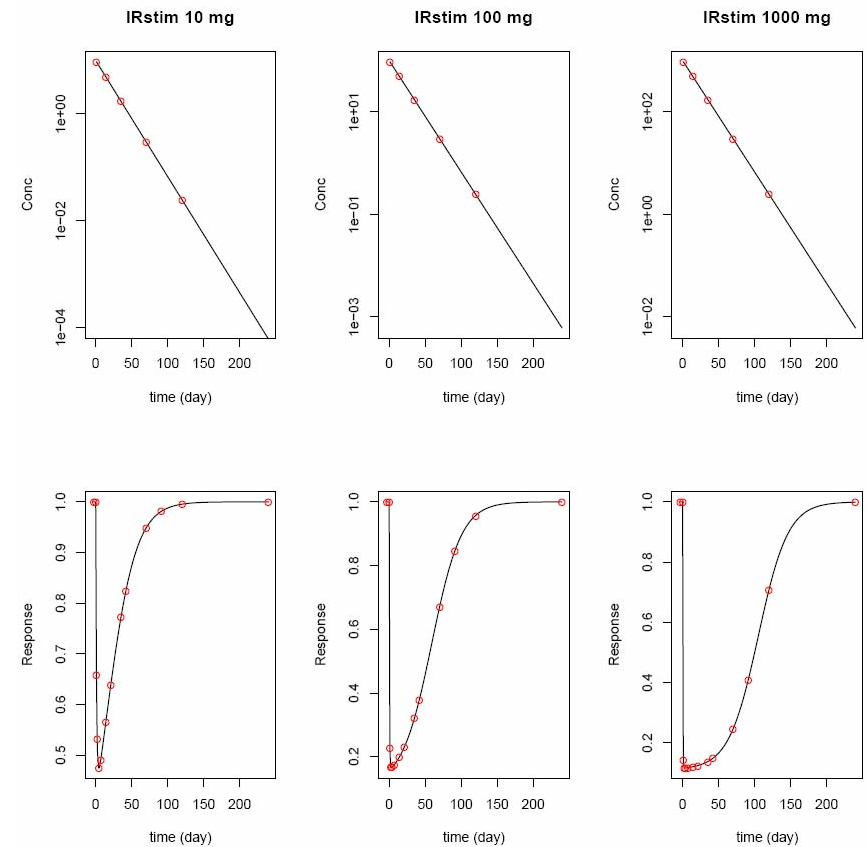 IRstim 10 mg
IRstim 100 mg
IRstim 1000 mg
Conc
1e+00
1e−02
1e−04
0 50 100 150 200
time (day)
Conc
1e+01
1e−01
1e−03
0 50 100 150 200
time (day)
Conc
1e+02
1e+00
1e−02
0 50 100 150 200
time (day)
Response
1.0
0.9
0.8
0.7
0.6
0.5
0 50 100 150 200
time (day)
Response
1.0
0.8
0.6
0.4
0.2
0 50 100 150 200
time (day)
Response
1.0
0.8
0.6
0.4
0.2
0 50 100 150 200
time (day)